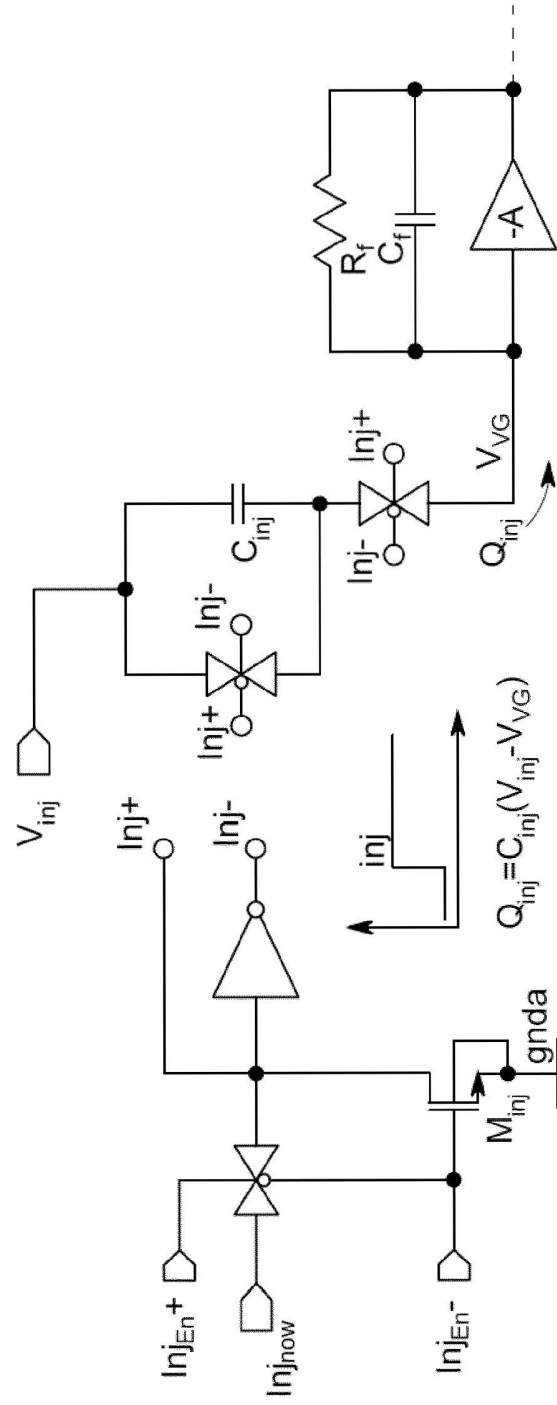 Inj_En+
Inj_now
Inj_En-
M_inj
gnda
Inj+
Inj-
inj
Q_inj=C_inj(V_inj-V_VG)
V_inj
Inj+
Inj-
C_inj
Inj-
Inj+
Q_inj
V_VG
R_f
C_f
-A